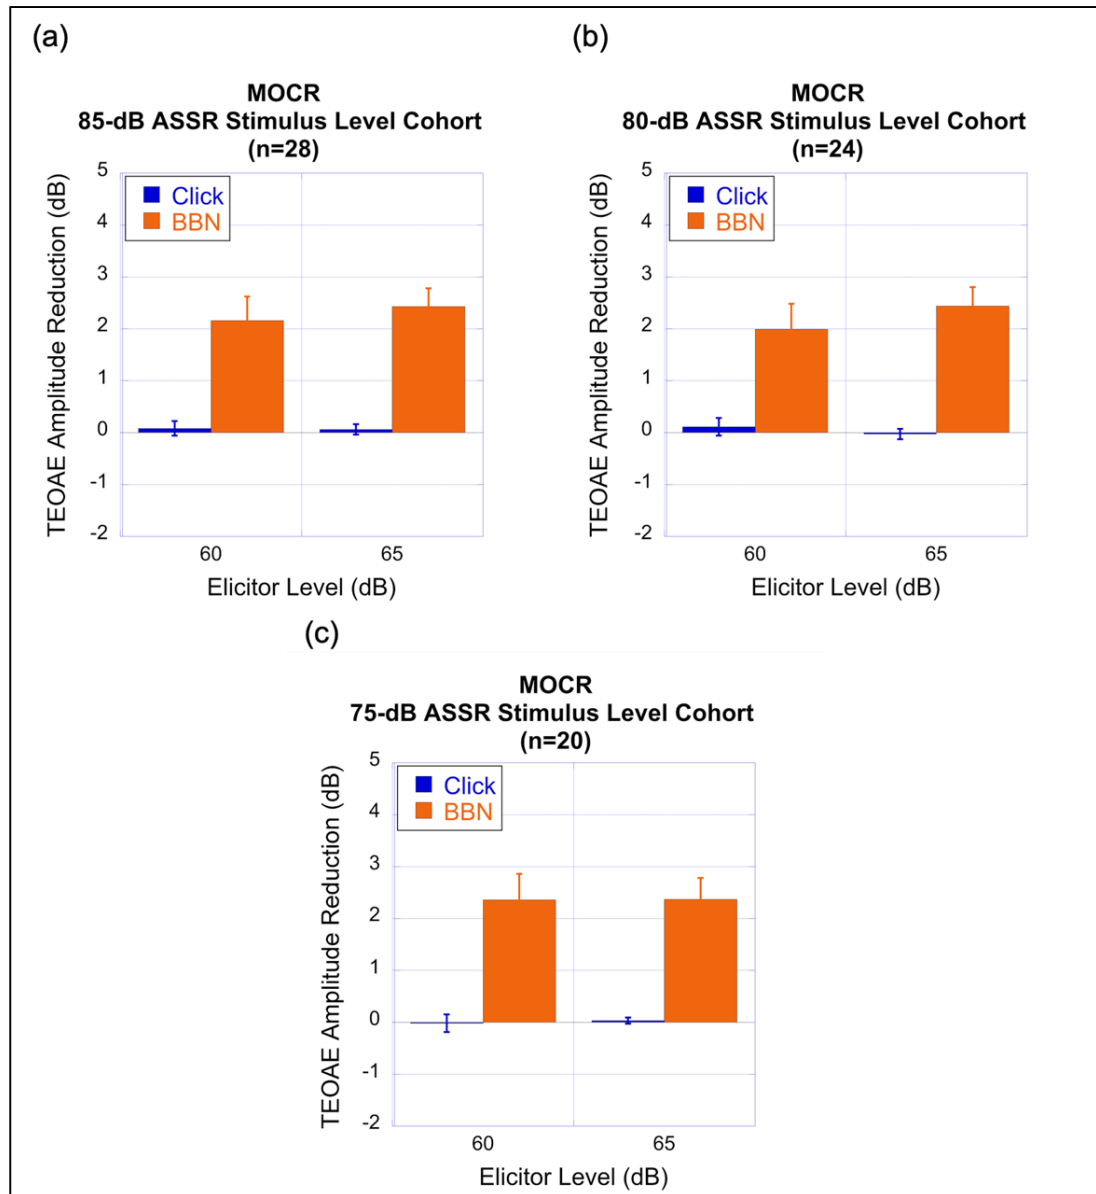 (a)
MOCR
85-dB ASSR Stimulus Level Cohort
(n=28)
TEOAE Amplitude Reduction (dB)
5
4
3
2
1
0
-1
-2
Click
BBN
60
65
Elicitor Level (dB)
(b)
MOCR
80-dB ASSR Stimulus Level Cohort
(n=24)
TEOAE Amplitude Reduction (dB)
5
4
3
2
1
0
-1
-2
Click
BBN
60
65
Elicitor Level (dB)
(c)
MOCR
75-dB ASSR Stimulus Level Cohort
(n=20)
TEOAE Amplitude Reduction (dB)
5
4
3
2
1
0
-1
-2
Click
BBN
60
65
Elicitor Level (dB)